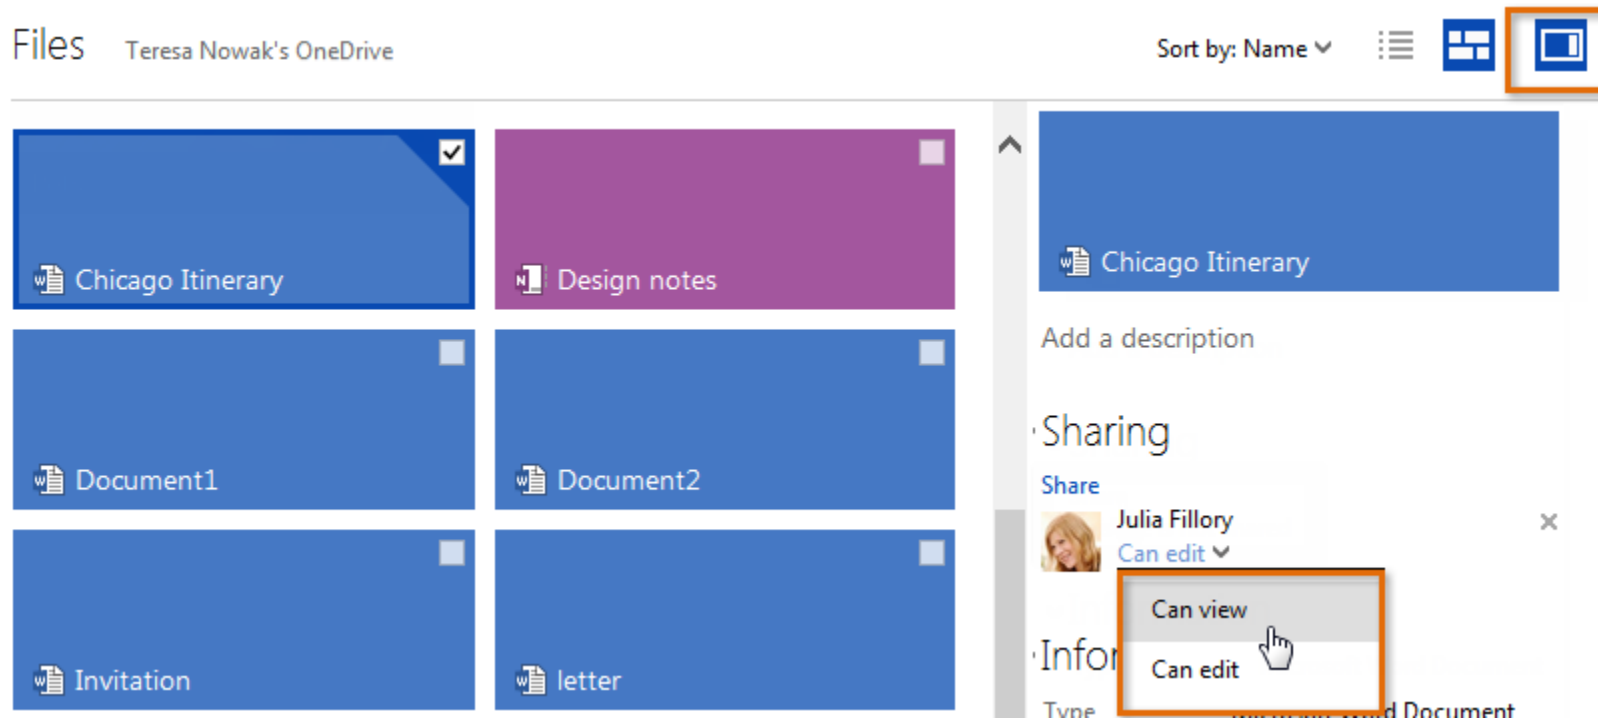 Files Teresa Nowak's OneDrive Sort by: Name
Chicago Itinerary
Design notes
Document1
Document2
Invitation
letter
Chicago Itinerary
Add a description
Sharing
Share
Julia Fillory
Can edit
Can view
Can edit
Type Document